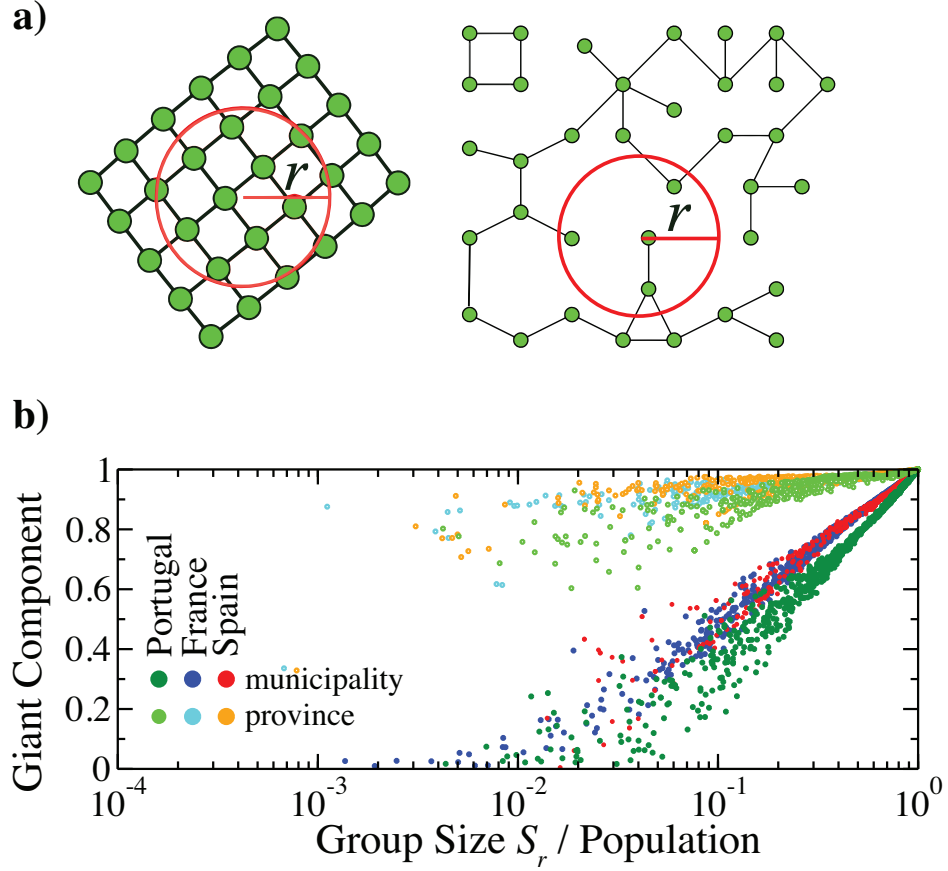 a)
r
r
b)
Giant Component
1
0.8
0.6
0.4
0.2
0
Portugal
France
Spain
municipality
province
10^-4
10^-3
10^-2
10^-1
10^0
Group Size S_r / Population